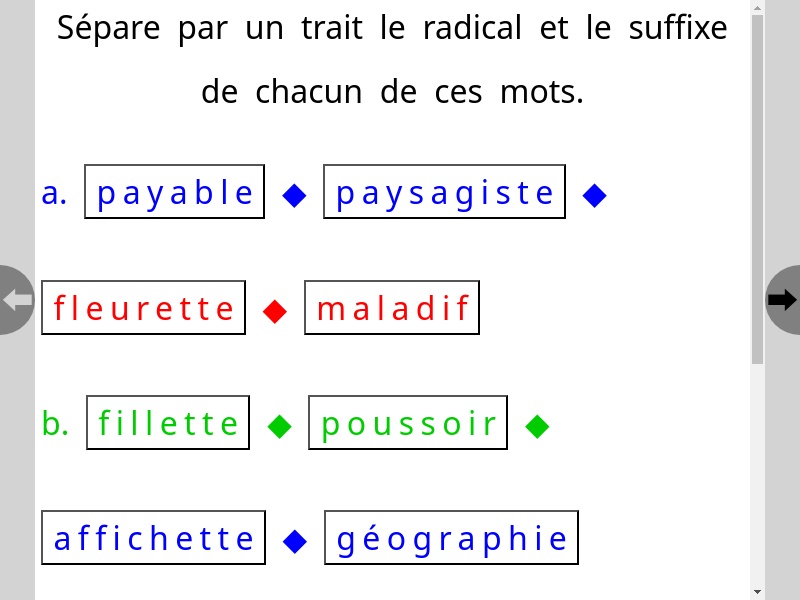 Sépare par un trait le radical et le suffixe
de chacun de ces mots.
a. payable ◆ paysagiste ◆
fleurette ◆ maladif
b. fillette ◆ poussoir ◆
affichette ◆ géographie